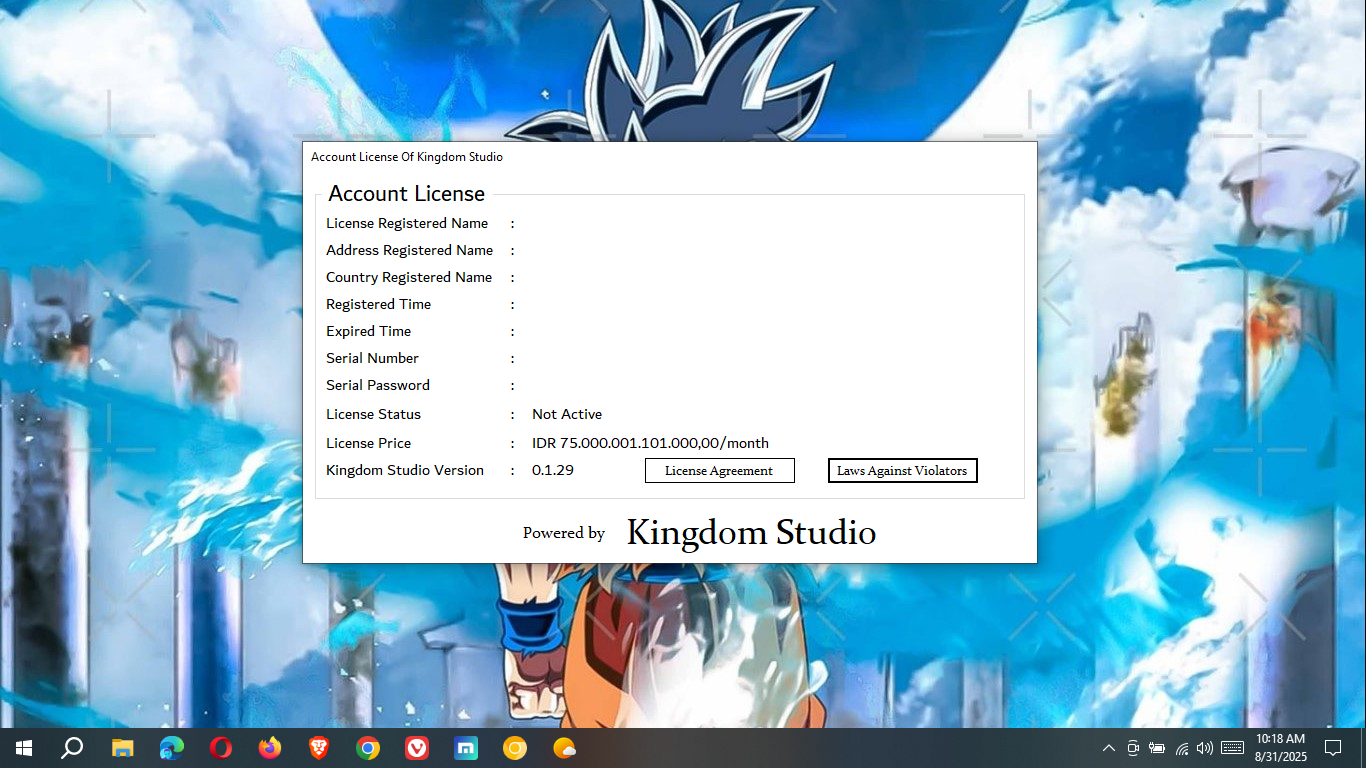 Account License Of Kingdom Studio
Account License
License Registered Name :
Address Registered Name :
Country Registered Name :
Registered Time :
Expired Time :
Serial Number :
Serial Password :
License Status : Not Active
License Price : IDR 75.000.001.101.000,00/month
Kingdom Studio Version : 0.1.29 License Agreement Laws Against Violators
Powered by Kingdom Studio
10:18 AM
8/31/2025